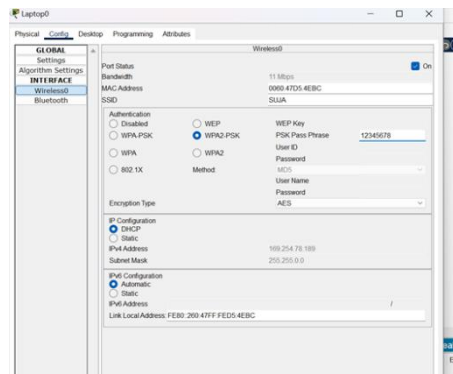 Laptop0
Physical Config Desktop Programming Attributes
GLOBAL
Settings
Algorithm Settings
INTERFACE
Wireless0
Bluetooth
Wireless0
Port Status On
Bandwidth 11 Mbps
MAC Address 0060.47D5.4EBC
SSID SUJA
Authentication
Disabled WEP WEP Key
WPA-PSK WPA2-PSK PSK Pass Phrase 12345678
User ID
WPA WPA2 Password
802.1X Method MD5
User Name
Password
Encryption Type AES
IP Configuration
DHCP
Static
IPv4 Address 169.254.78.189
Subnet Mask 255.255.0.0
IPv6 Configuration
Automatic
Static
IPv6 Address /
Link Local Address: FE80::260:47FF:FED5:4EBC